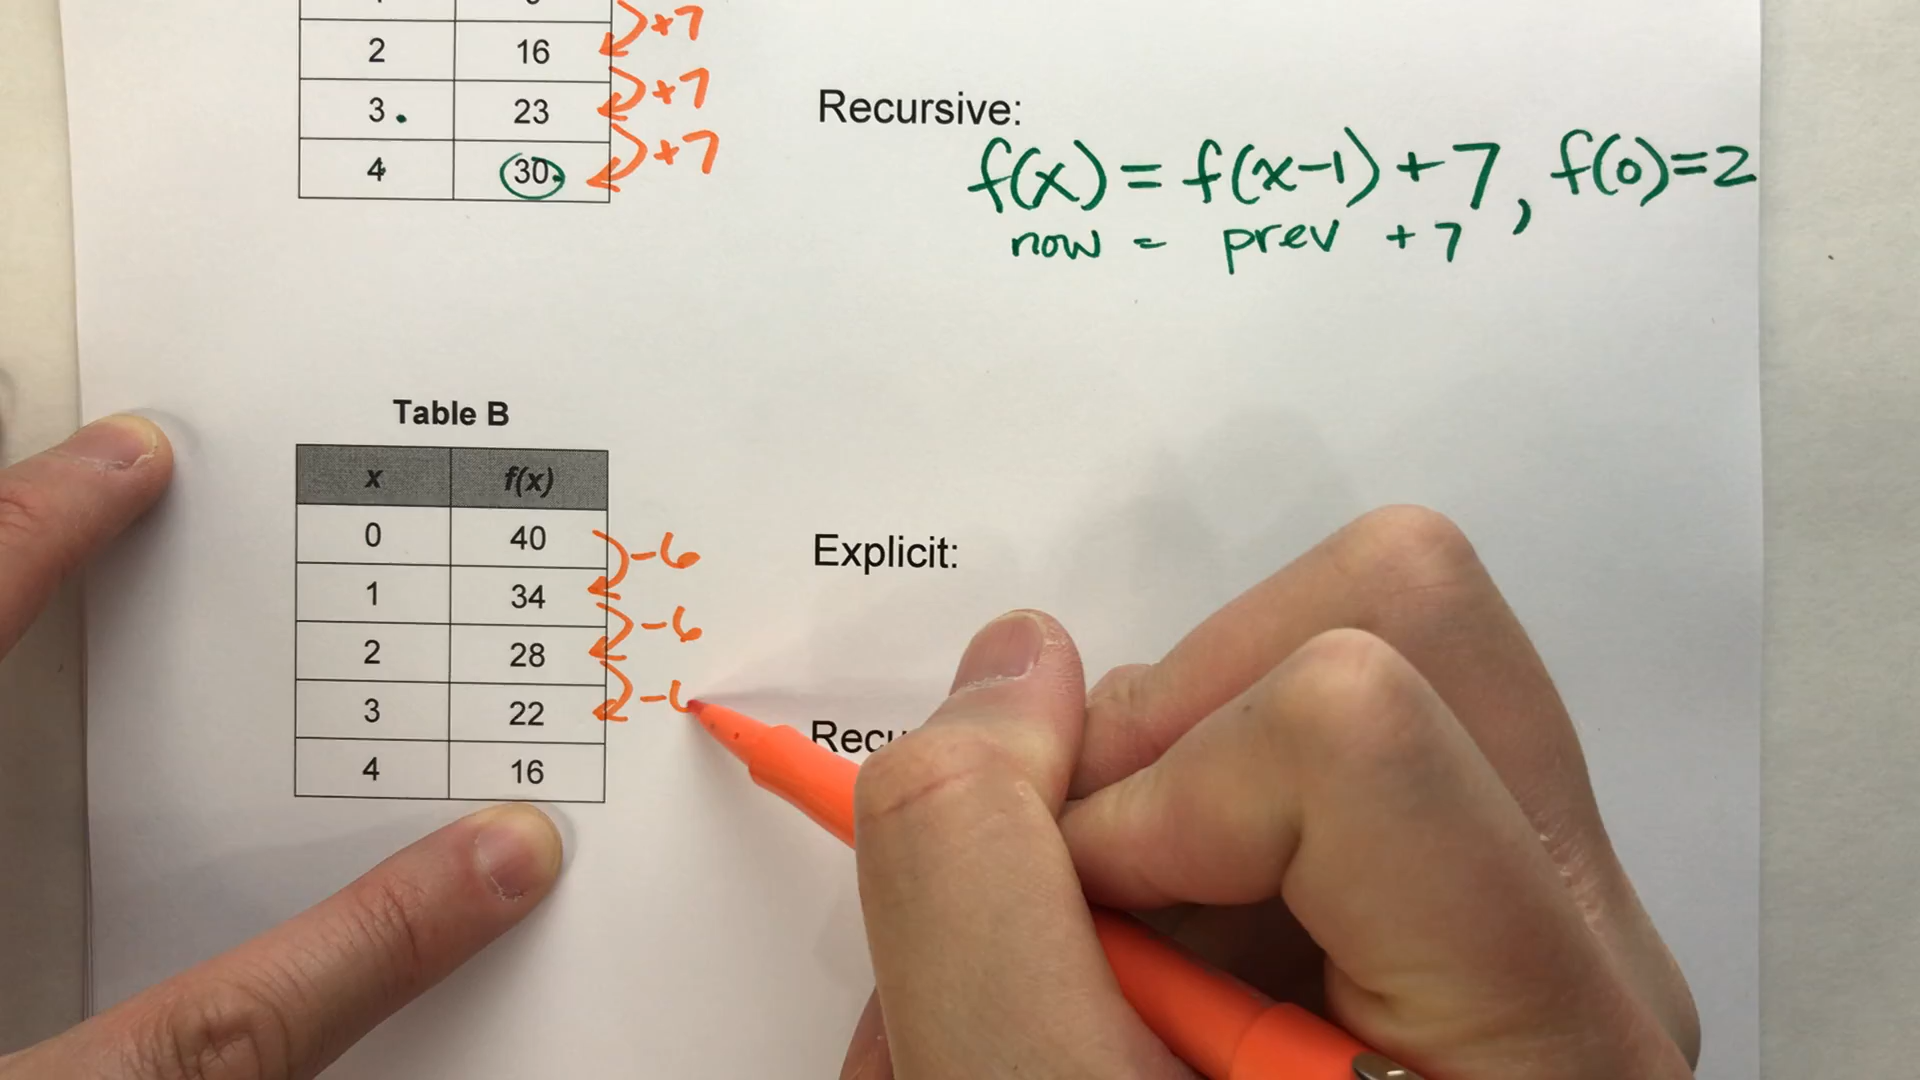 +7
2 16
+7
3. 23
+7
4 30
Recursive:
f(x) = f(x-1) + 7, f(0)=2
now = prev + 7
Table B
x f(x)
0 40
-6
1 34
-6
2 28
3 22
4 16
Explicit: